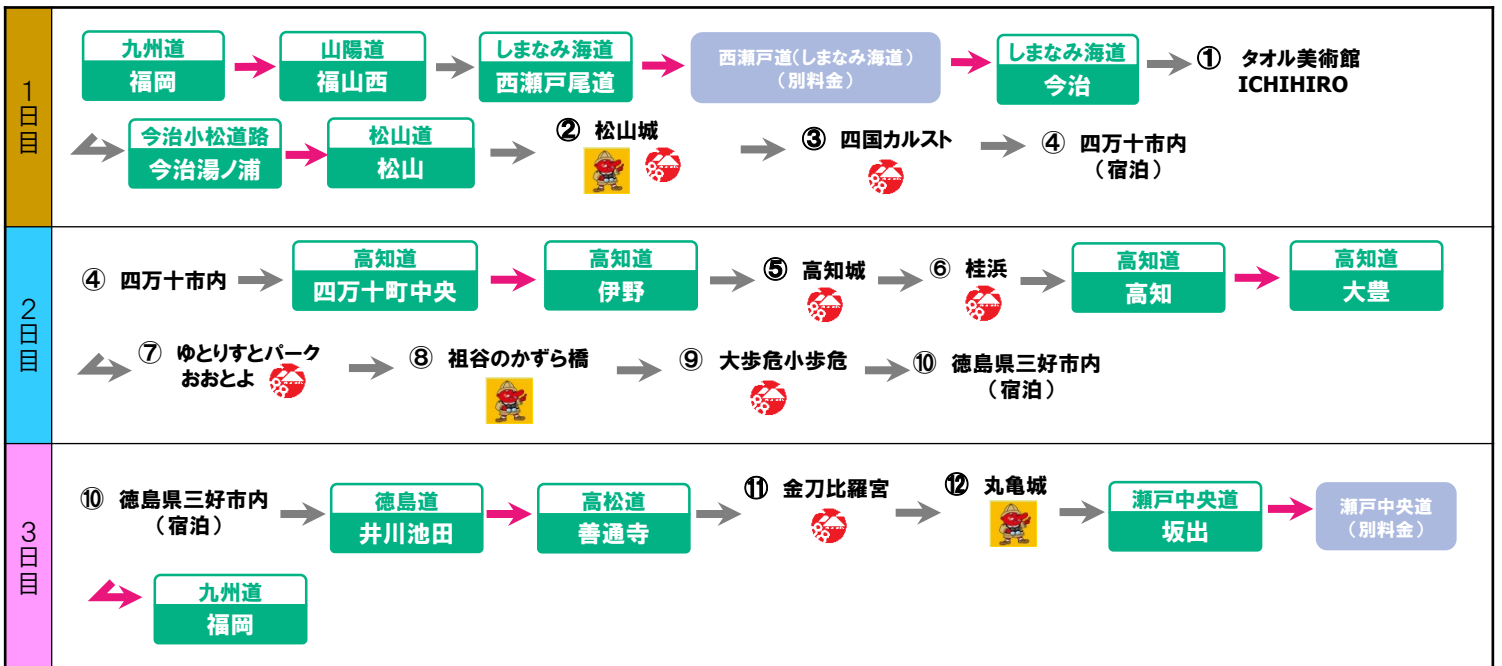 1日目
九州道
福岡
山陽道
福山西
しまなみ海道
西瀬戸尾道
西瀬戸道(しまなみ海道)
(別料金)
しまなみ海道
今治
① タオル美術館
ICHIHIRO
今治小松道路
今治湯ノ浦
松山道
松山
② 松山城
③ 四国カルスト
④ 四万十市内
(宿泊)
2日目
④ 四万十市内
高知道
四万十町中央
高知道
伊野
⑤ 高知城
⑥ 桂浜
高知道
高知
高知道
大豊
⑦ ゆとりすとパーク
おおとよ
⑧ 祖谷のかずら橋
⑨ 大歩危小歩危
⑩ 徳島県三好市内
(宿泊)
3日目
⑩ 徳島県三好市内
(宿泊)
徳島道
井川池田
高松道
善通寺
⑪ 金刀比羅宮
⑫ 丸亀城
瀬戸中央道
坂出
瀬戸中央道
(別料金)
九州道
福岡